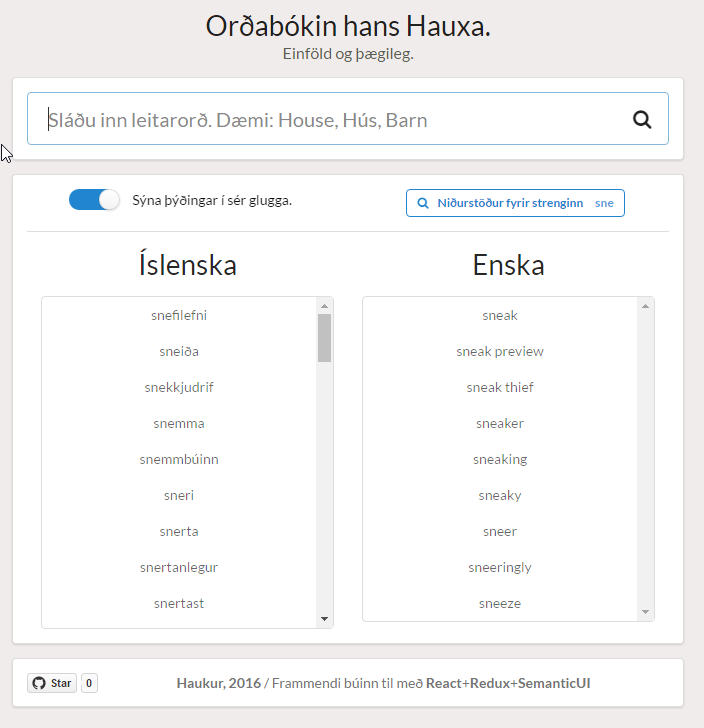 Orðabókin hans Hauxa.
Einföld og þægileg.
Sláðu inn leitarorð. Dæmi: House, Hús, Barn
Sýna þýðingar í sér glugga.
Niðurstöður fyrir strenginn sne
Íslenska
snefilefni
sneiða
snekkjudrif
snemma
snemmbúinn
sneri
snerta
snertanlegur
snertast
Enska
sneak
sneak preview
sneak thief
sneaker
sneaking
sneaky
sneer
sneeringly
sneeze
Star 0
Haukur, 2016 / Frammendi búinn til með React+Redux+SemanticUI